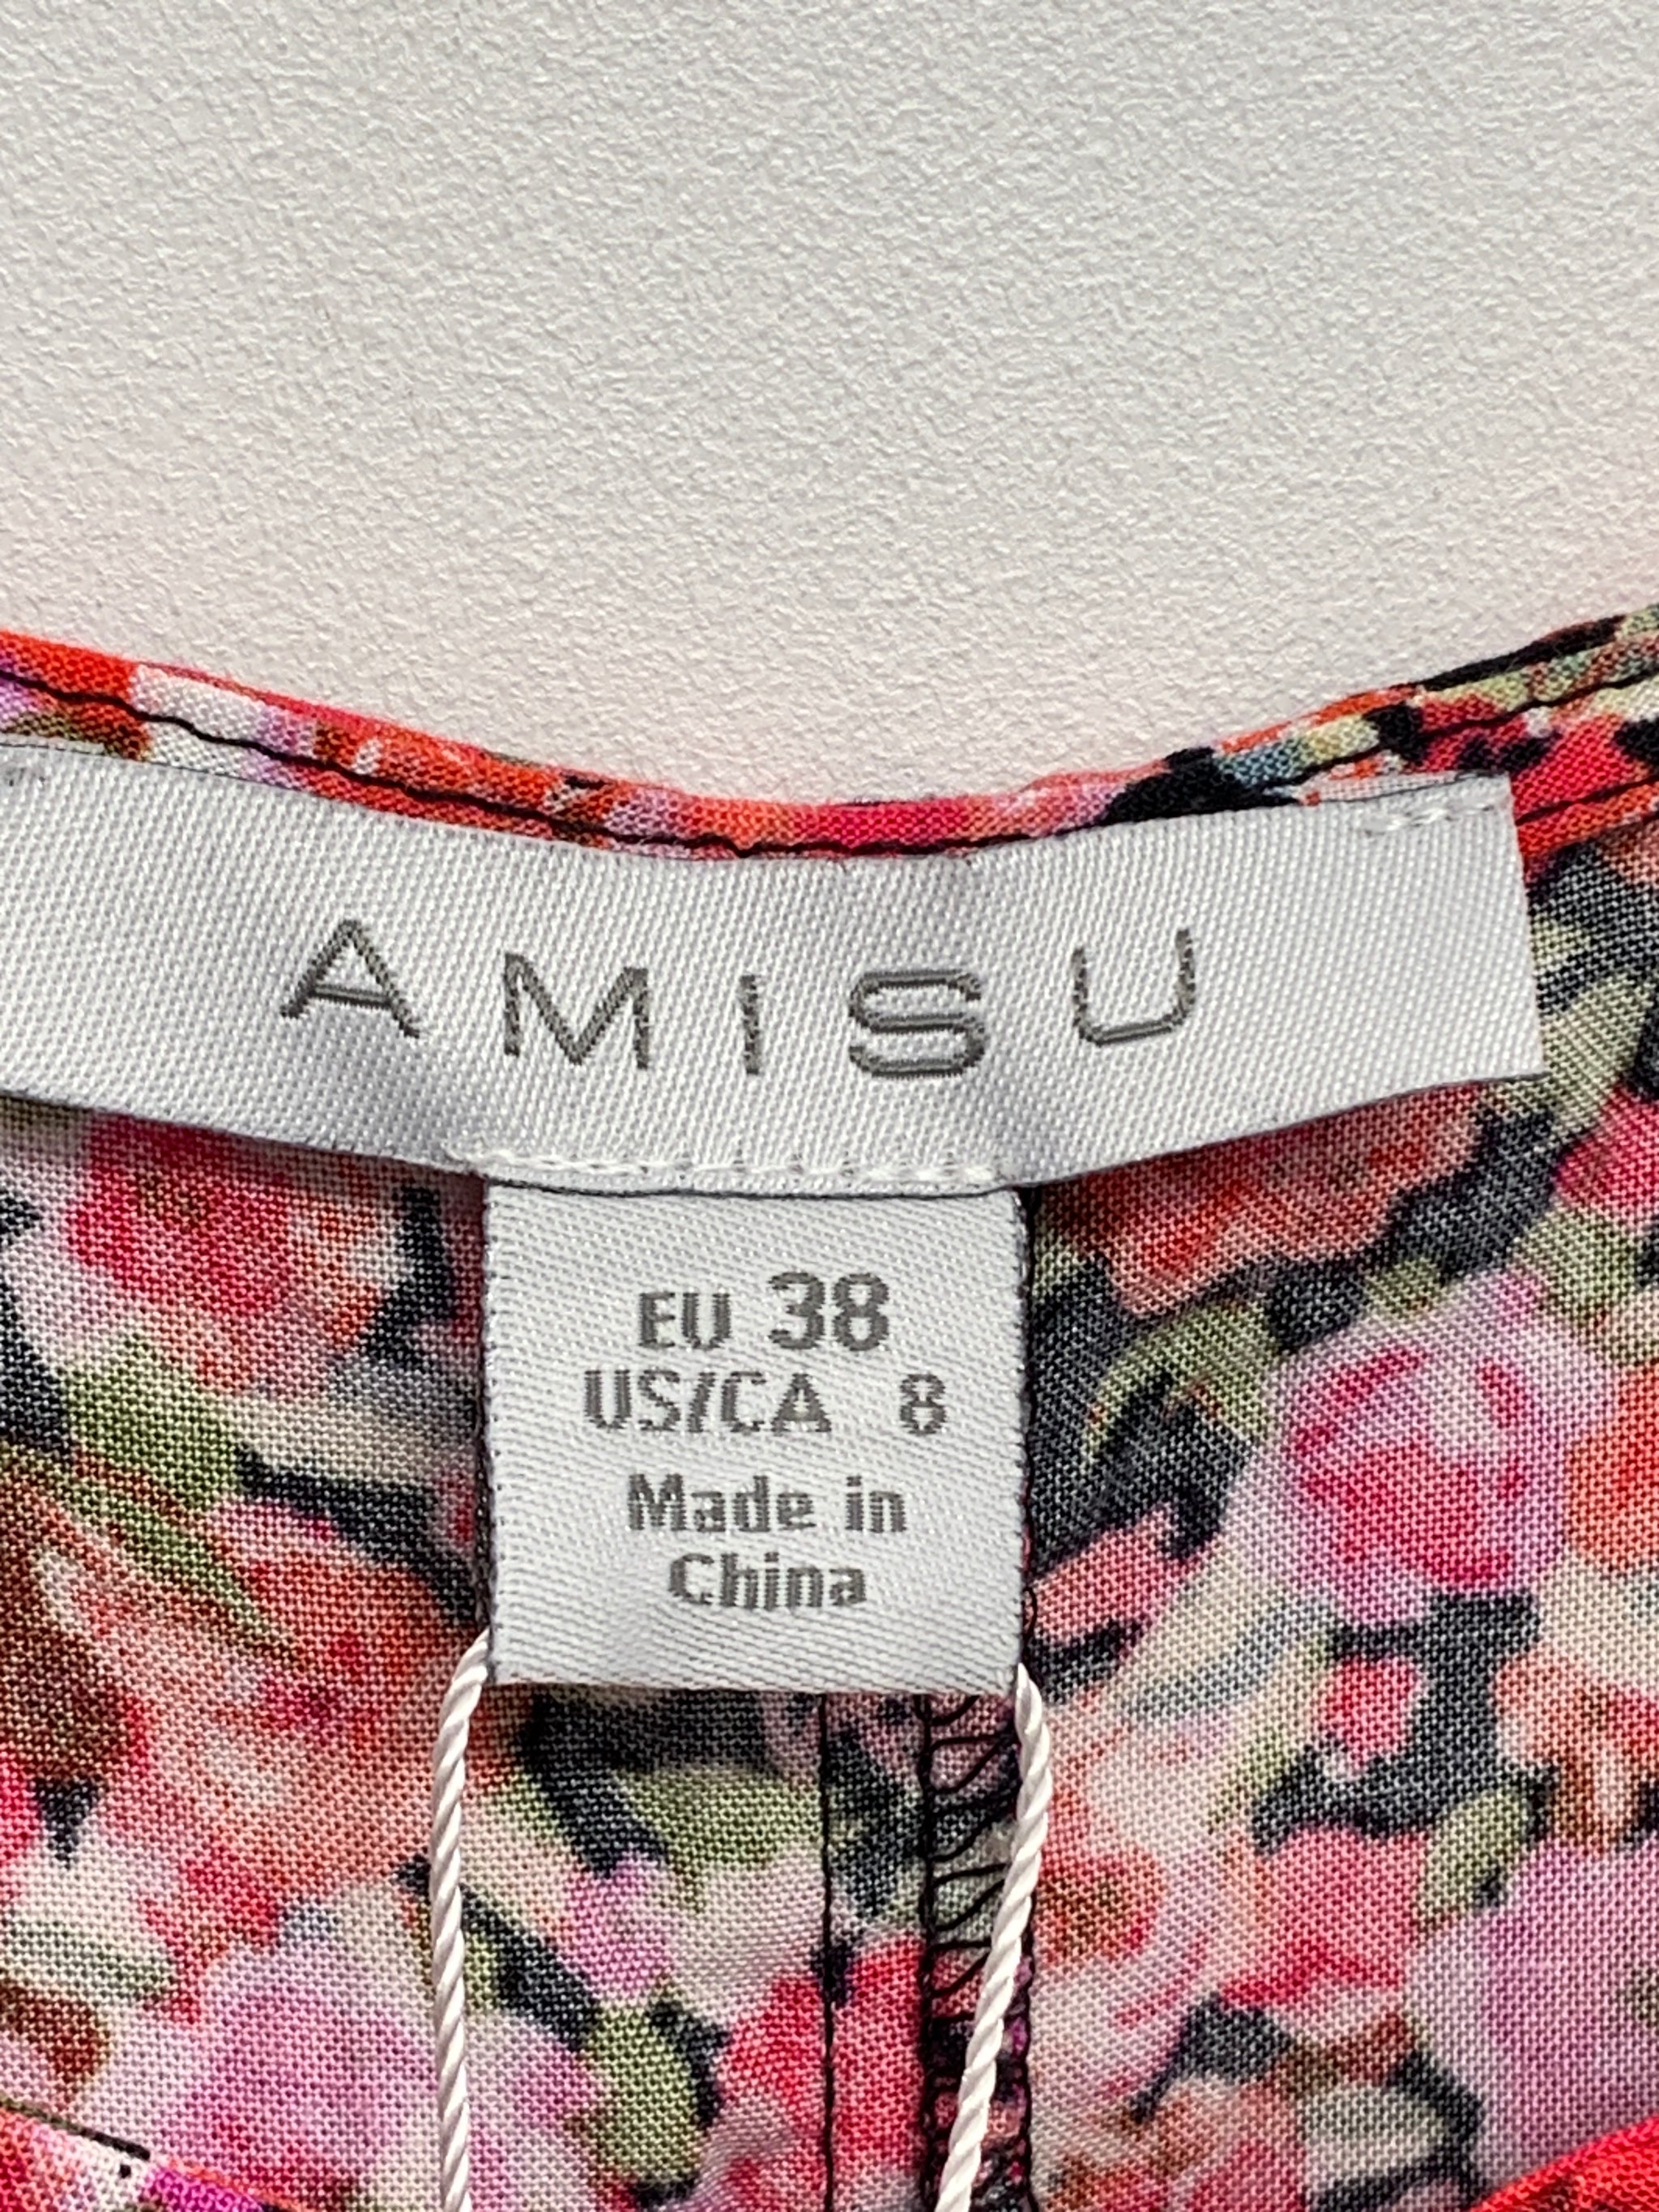 AMISU
EU 38
US/CA 8
Made in
China